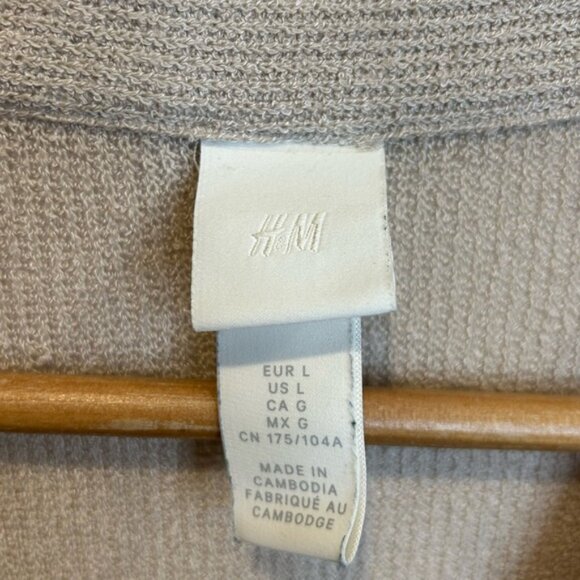 H&M
EUR L
US L
CA G
MX G
CN 175/104A
MADE IN
CAMBODIA
FABRIQUÉ AU
CAMBODGE